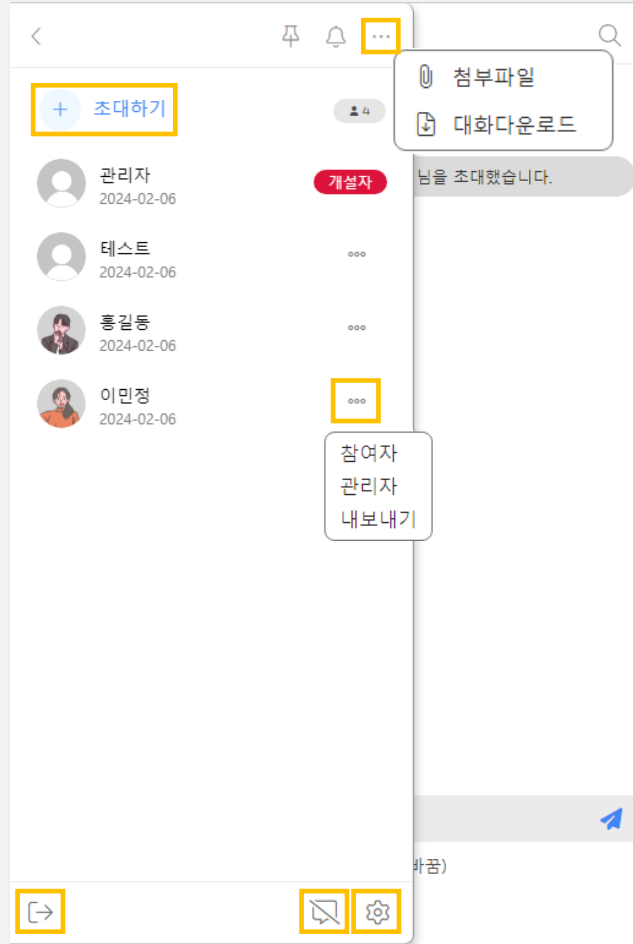 첨부파일
대화다운로드
+ 초대하기
4
관리자
2024-02-06
개설자
님을 초대했습니다.
테스트
2024-02-06
홍길동
2024-02-06
이민정
2024-02-06
참여자
관리자
내보내기
바꿈)